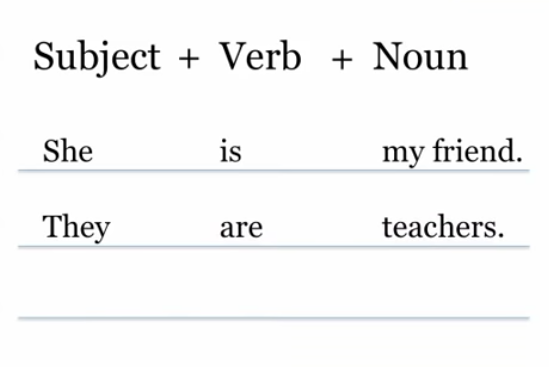 Subject + Verb + Noun
She is my friend.
They are teachers.